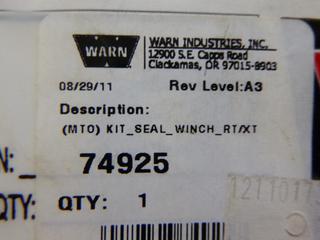 WARN
WARN INDUSTRIES, INC.
12900 S.E. Capps Road
Clackamas, OR 97015-8903
08/29/11 Rev Level:A3
Description:
(MTO) KIT_SEAL_WINCH_RT/XT
N:_ 74925
QTY: QTY: 1